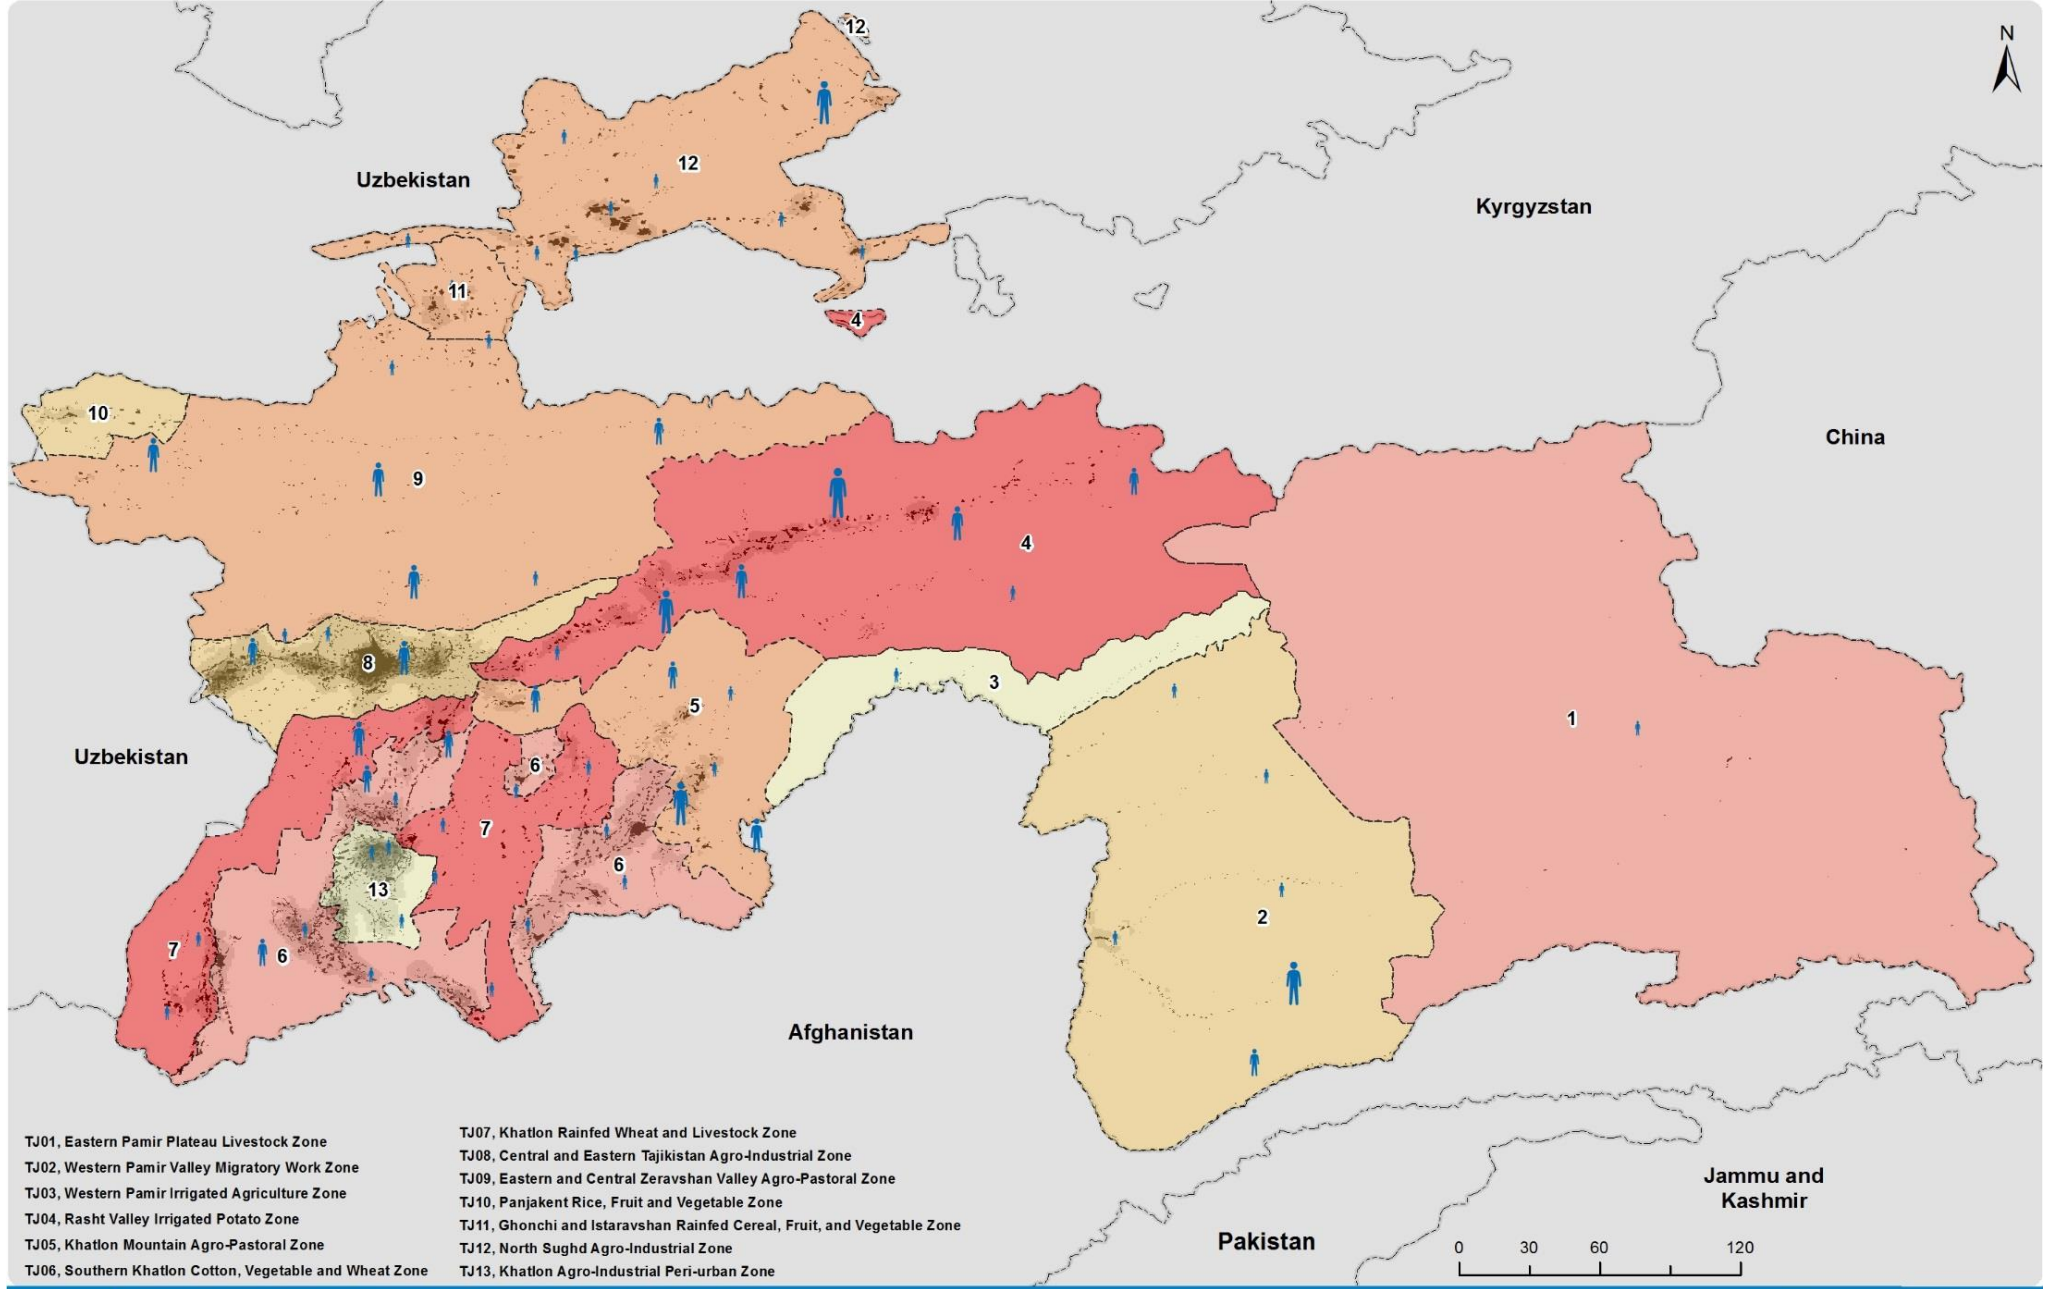 12
N
12
Uzbekistan
Kyrgyzstan
11
4
10
China
9
4
8
3
5
1
Uzbekistan
6
7
6
13
2
7
6
Afghanistan
TJ01, Eastern Pamir Plateau Livestock Zone
TJ02, Western Pamir Valley Migratory Work Zone
TJ03, Western Pamir Irrigated Agriculture Zone
TJ04, Rasht Valley Irrigated Potato Zone
TJ05, Khatlon Mountain Agro-Pastoral Zone
TJ06, Southern Khatlon Cotton, Vegetable and Wheat Zone
TJ07, Khatlon Rainfed Wheat and Livestock Zone
TJ08, Central and Eastern Tajikistan Agro-Industrial Zone
TJ09, Eastern and Central Zeravshan Valley Agro-Pastoral Zone
TJ10, Panjakent Rice, Fruit and Vegetable Zone
TJ11, Ghonchi and Istaravshan Rainfed Cereal, Fruit, and Vegetable Zone
TJ12, North Sughd Agro-Industrial Zone
TJ13, Khatlon Agro-Industrial Peri-urban Zone
Jammu and
Kashmir
Pakistan
0 30 60 120